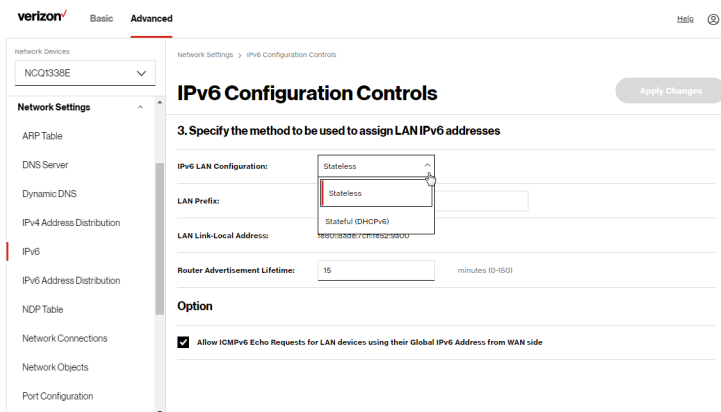 verizon✓ Basic Advanced Help
Network Devices
NCQ1338E
Network Settings
ARP Table
DNS Server
Dynamic DNS
IPv4 Address Distribution
IPv6
IPv6 Address Distribution
NDP Table
Network Connections
Network Objects
Port Configuration
Network Settings > IPv6 Configuration Controls
IPv6 Configuration Controls
Apply Changes
3. Specify the method to be used to assign LAN IPv6 addresses
IPv6 LAN Configuration: Stateless
Stateless
Stateful (DHCPv6)
LAN Prefix:
LAN Link-Local Address:
Router Advertisement Lifetime: 15 minutes (0-150)
Option
Allow ICMPv6 Echo Requests for LAN devices using their Global IPv6 Address from WAN side